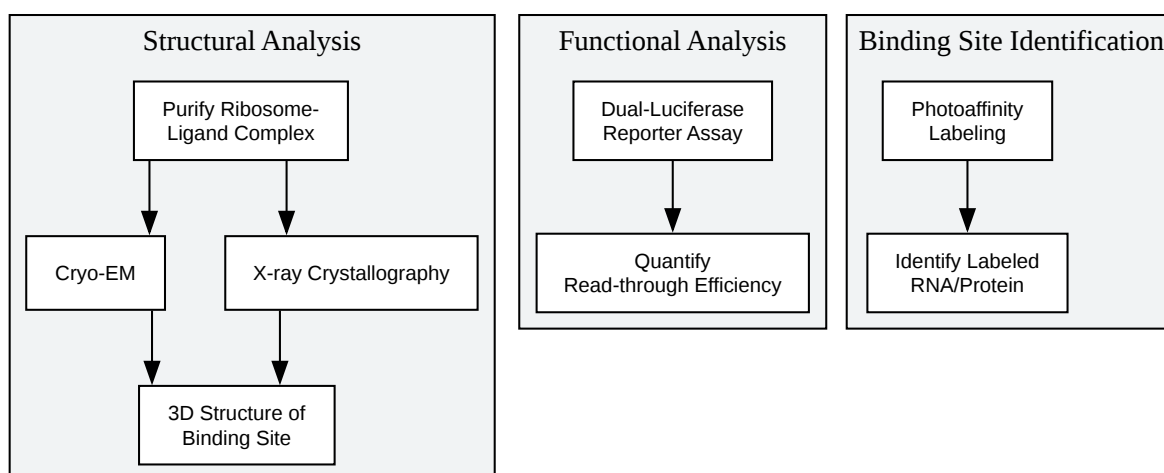 Structural Analysis
Purify Ribosome-
Ligand Complex
Cryo-EM
X-ray Crystallography
3D Structure of
Binding Site
Functional Analysis
Dual-Luciferase
Reporter Assay
Quantify
Read-through Efficiency
Binding Site Identification
Photoaffinity
Labeling
Identify Labeled
RNA/Protein